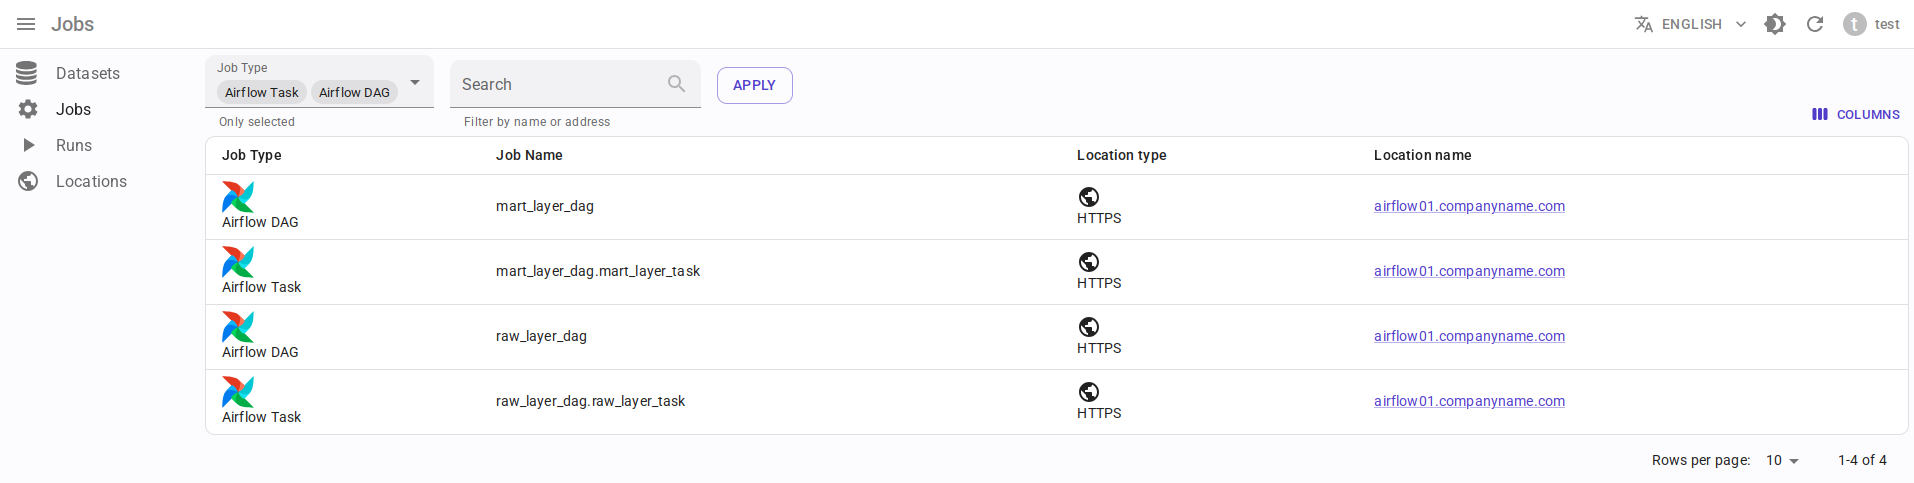 Jobs
ENGLISH
t
test
Datasets
Jobs
Runs
Locations
Job Type
Airflow Task
Airflow DAG
Only selected
Search
Filter by name or address
APPLY
COLUMNS
Job Type Job Name Location type Location name
Airflow DAG mart_layer_dag HTTPS airflow01.companyname.com
Airflow Task mart_layer_dag.mart_layer_task HTTPS airflow01.companyname.com
Airflow DAG raw_layer_dag HTTPS airflow01.companyname.com
Airflow Task raw_layer_dag.raw_layer_task HTTPS airflow01.companyname.com
Rows per page: 10 1-4 of 4